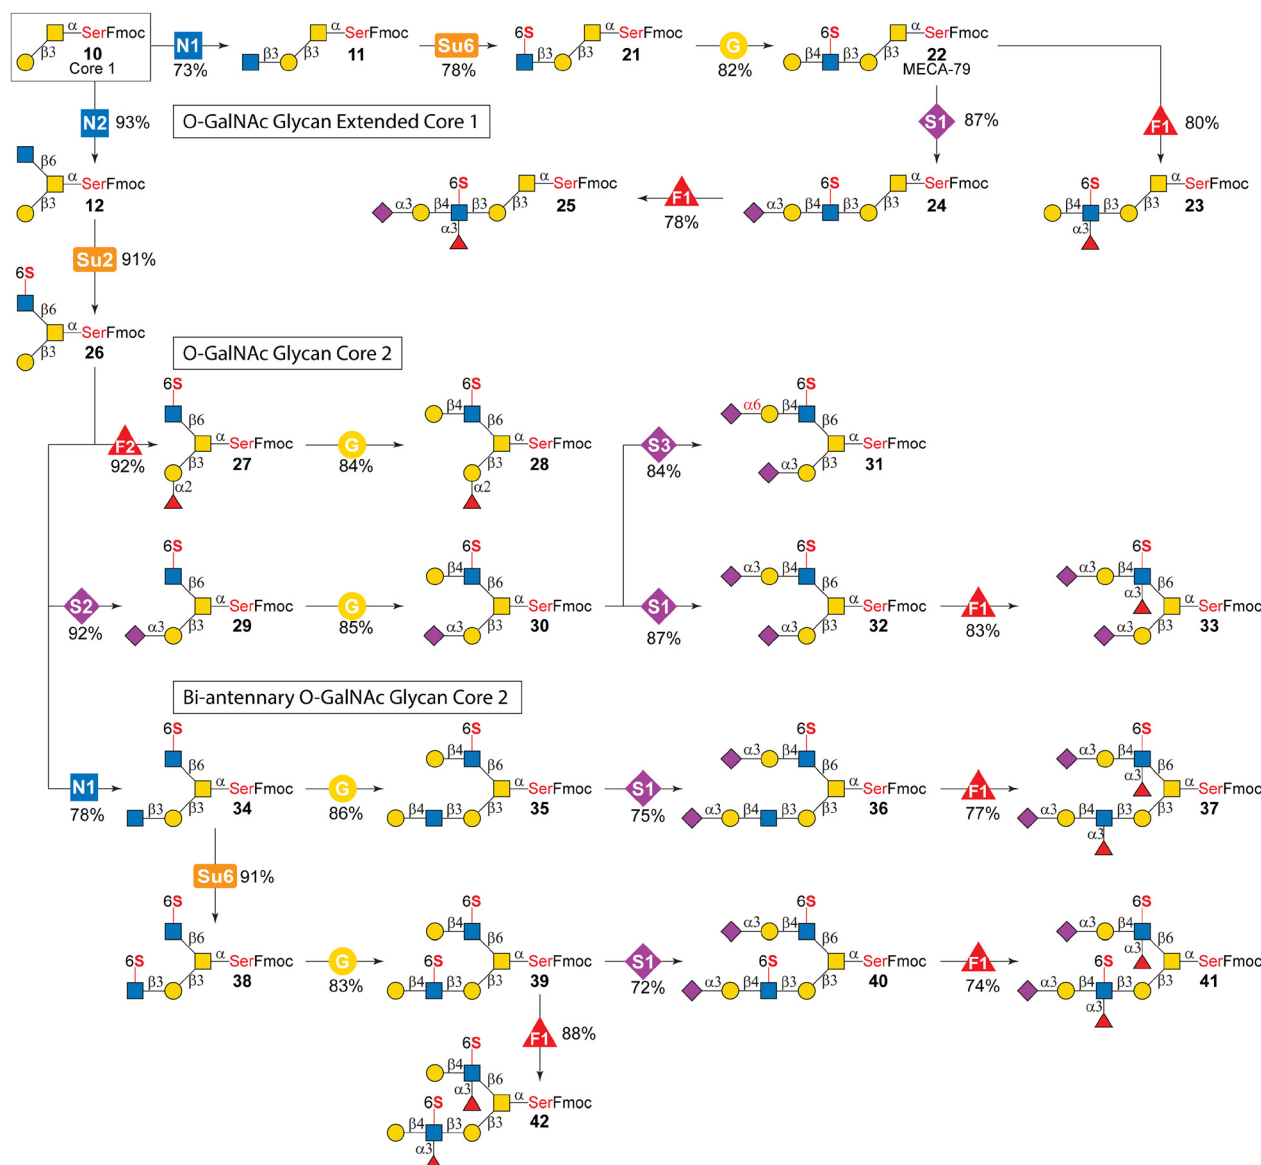 α SerFmoc
β3
10
Core 1
N1
73%
α SerFmoc
β3 β3
11
Su6
78%
6S
α SerFmoc
β3 β3
21
G
82%
6S
α SerFmoc
β4 β3 β3
22
MECA-79
N2 93%
O-GalNAc Glycan Extended Core 1
S1 87%
F1 80%
β6
α SerFmoc
β3
12
6S
α SerFmoc
α3 β4 β3 β3
α3
25
F1
78%
6S
α SerFmoc
α3 β4 β3 β3
24
6S
α SerFmoc
β4 β3 β3
α3
23
Su2 91%
6S
β6
α SerFmoc
β3
26
O-GalNAc Glycan Core 2
F2
92%
6S
β6
α SerFmoc
β3
27
α2
G
84%
6S
β4
β6
α SerFmoc
β3
28
α2
S3
84%
6S
α6 β4
β6
α SerFmoc
α3 β3
31
S2
92%
6S
β6
α SerFmoc
α3 β3
29
G
85%
6S
β4
β6
α SerFmoc
α3 β3
30
S1
87%
6S
α3 β4
β6
α SerFmoc
α3 β3
32
F1
83%
6S
α3 β4
α3 β6
α SerFmoc
α3 β3
33
Bi-antennary O-GalNAc Glycan Core 2
N1
78%
6S
β6
α SerFmoc
β3 β3
34
G
86%
6S
β4
β6
α SerFmoc
β4 β3 β3
35
S1
75%
6S
α3 β4
β6
α SerFmoc
α3 β4 β3 β3
36
F1
77%
6S
α3 β4
α3 β6
α SerFmoc
α3 β4 β3 β3
α3
37
Su6 91%
6S
β6
α SerFmoc
6S
β3 β3
38
G
83%
6S
β4
β6
α SerFmoc
6S
β4 β3 β3
39
S1
72%
6S
α3 β4
β6
α SerFmoc
6S
α3 β4 β3 β3
40
F1
74%
6S
α3 β4
α3 β6
α SerFmoc
6S
α3 β4 β3 β3
α3
41
F1 88%
6S
β4
α3 β6
α SerFmoc
6S
β4 β3 β3
α3
42